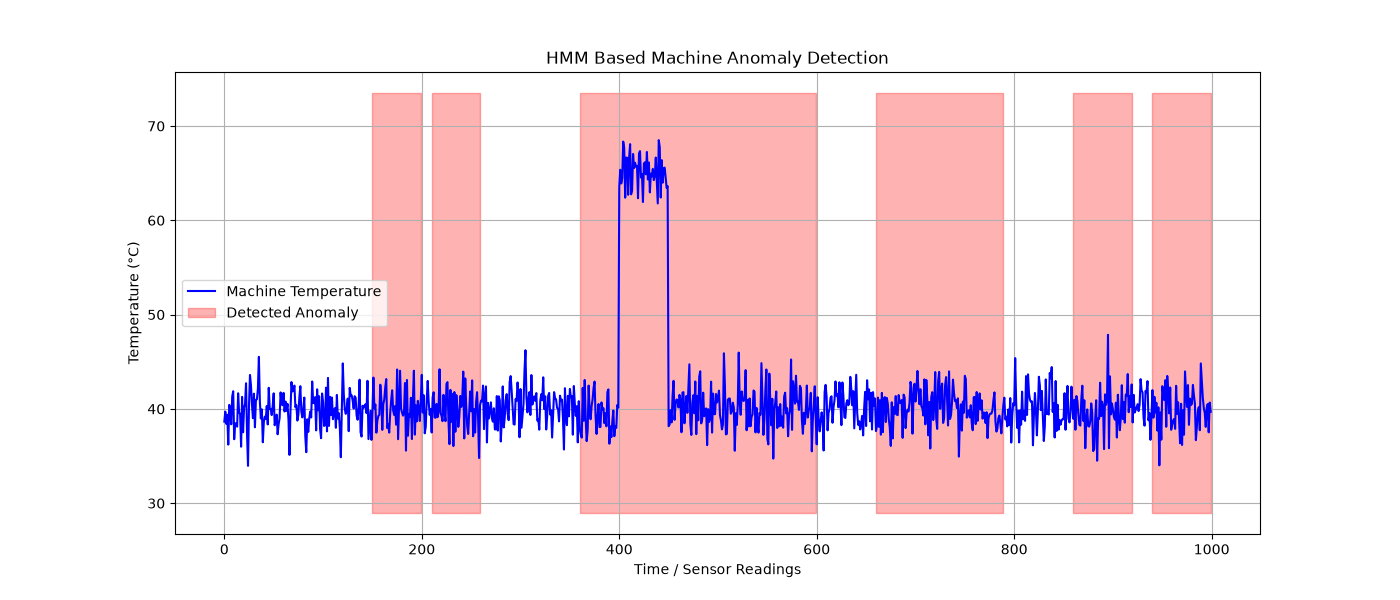 HMM Based Machine Anomaly Detection
Temperature (°C)
70
60
50
40
30
Machine Temperature
Detected Anomaly
0
200
400
600
800
1000
Time / Sensor Readings